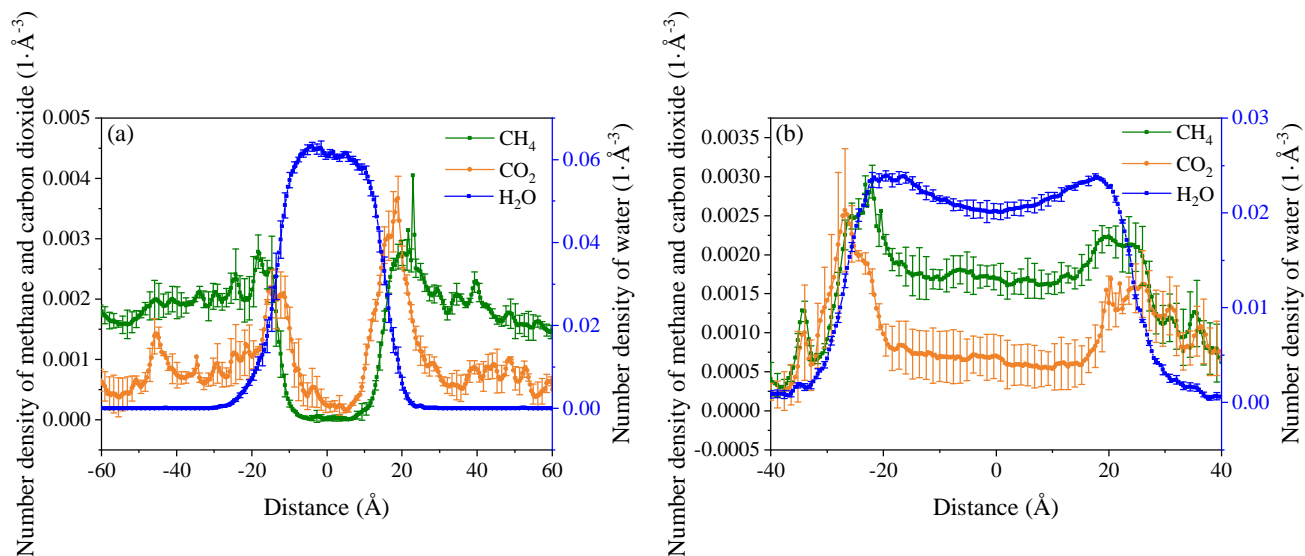 Number density of methane and carbon dioxide (1·Å⁻³)
0.005
0.004
0.003
0.002
0.001
0.000
(a)
CH₄
CO₂
H₂O
0.06
0.04
0.02
0.00
Number density of water (1·Å⁻³)
-60 -40 -20 0 20 40 60
Distance (Å)
Number density of methane and carbon dioxide (1·Å⁻³)
0.0035
0.0030
0.0025
0.0020
0.0015
0.0010
0.0005
0.0000
-0.0005
(b)
CH₄
CO₂
H₂O
0.03
0.02
0.01
0.00
Number density of water (1·Å⁻³)
-40 -20 0 20 40
Distance (Å)